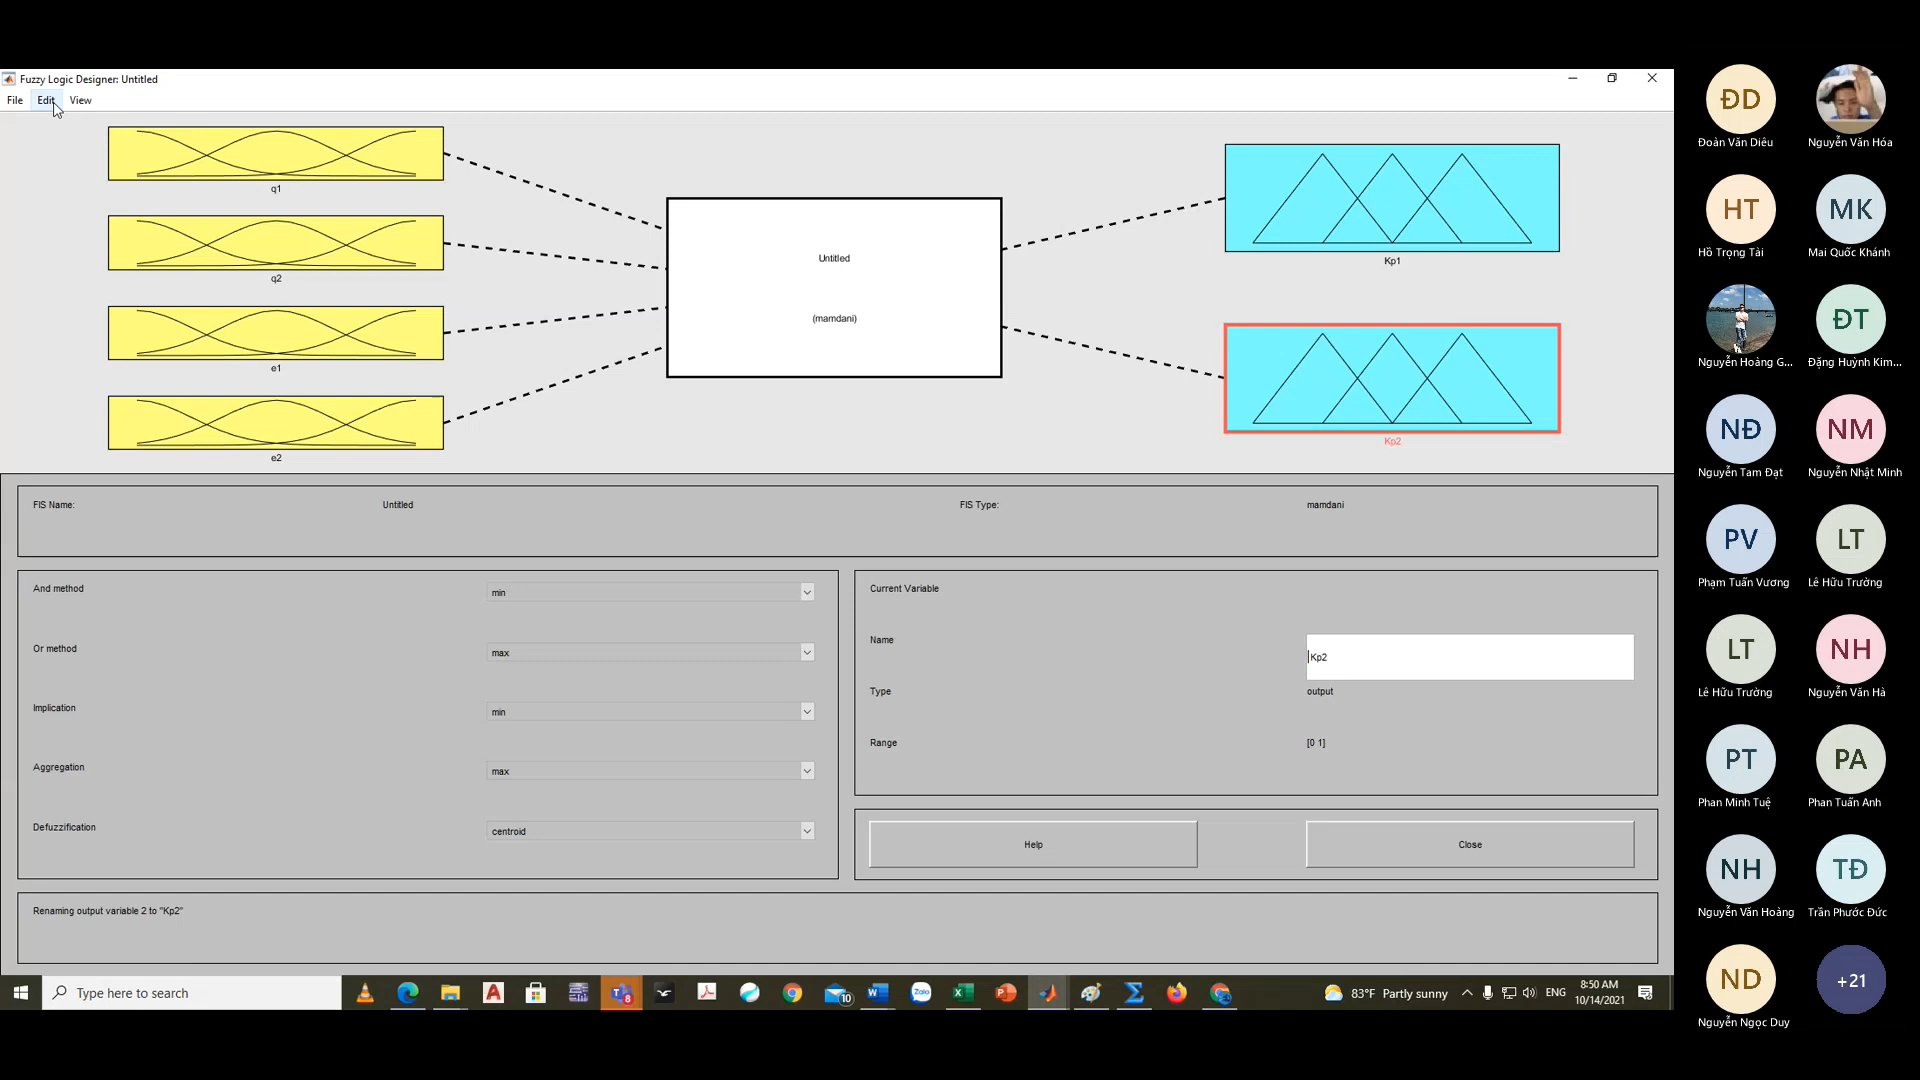 Fuzzy Logic Designer: Untitled
File Edit View
q1
q2
e1
e2
Untitled
(mamdani)
Kp1
Kp2
FIS Name: Untitled FIS Type: mamdani
And method min
Or method max
Implication min
Aggregation max
Defuzzification centroid
Current Variable
Name Kp2
Type output
Range [0 1]
Help Close
Renaming output variable 2 to "Kp2"
Type here to search
8
10
Zalo
83°F Partly sunny
ENG
8:50 AM
10/14/2021
ĐD
Đoàn Văn Diêu Nguyễn Văn Hóa
HT MK
Hồ Trọng Tài Mai Quốc Khánh
ĐT
Nguyễn Hoàng G... Đặng Huỳnh Kim...
NĐ NM
Nguyễn Tam Đạt Nguyễn Nhật Minh
PV LT
Phạm Tuấn Vương Lê Hữu Trường
LT NH
Lê Hữu Trường Nguyễn Văn Hà
PT PA
Phan Minh Tuệ Phan Tuấn Anh
NH TĐ
Nguyễn Văn Hoàng Trần Phước Đức
ND +21
Nguyễn Ngọc Duy